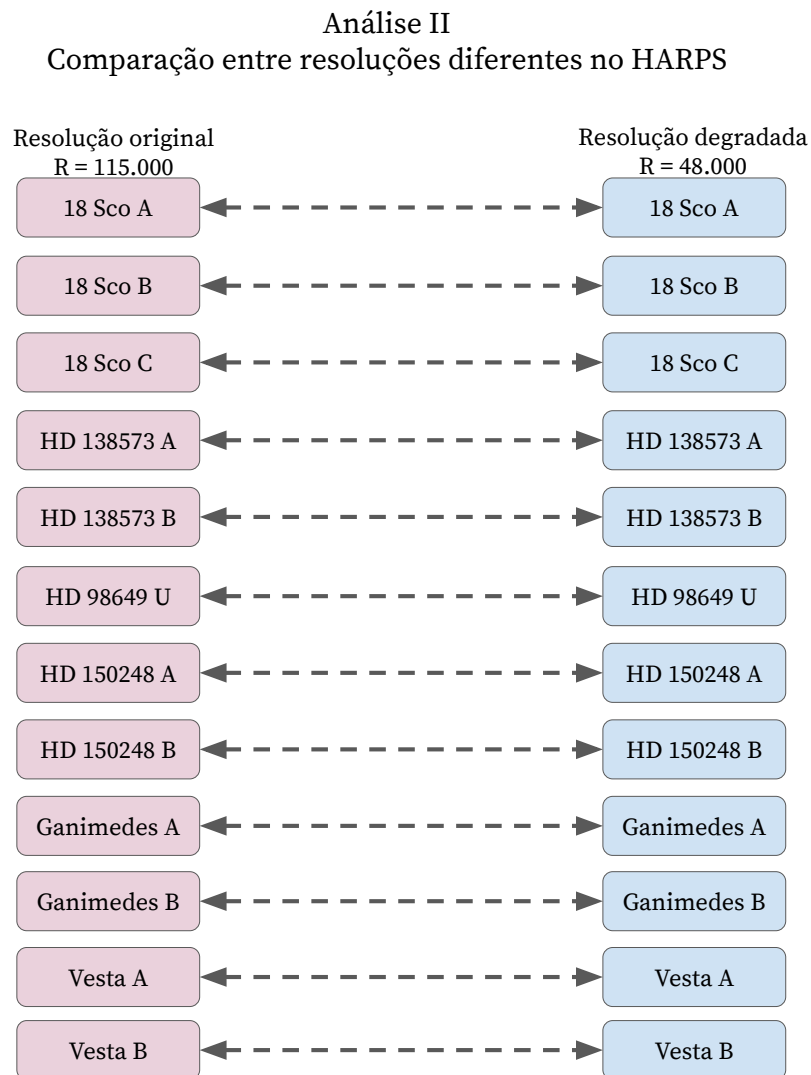 Análise II
Comparação entre resoluções diferentes no HARPS
Resolução original
R = 115.000
Resolução degradada
R = 48.000
18 Sco A
18 Sco A
18 Sco B
18 Sco B
18 Sco C
18 Sco C
HD 138573 A
HD 138573 A
HD 138573 B
HD 138573 B
HD 98649 U
HD 98649 U
HD 150248 A
HD 150248 A
HD 150248 B
HD 150248 B
Ganimedes A
Ganimedes A
Ganimedes B
Ganimedes B
Vesta A
Vesta A
Vesta B
Vesta B